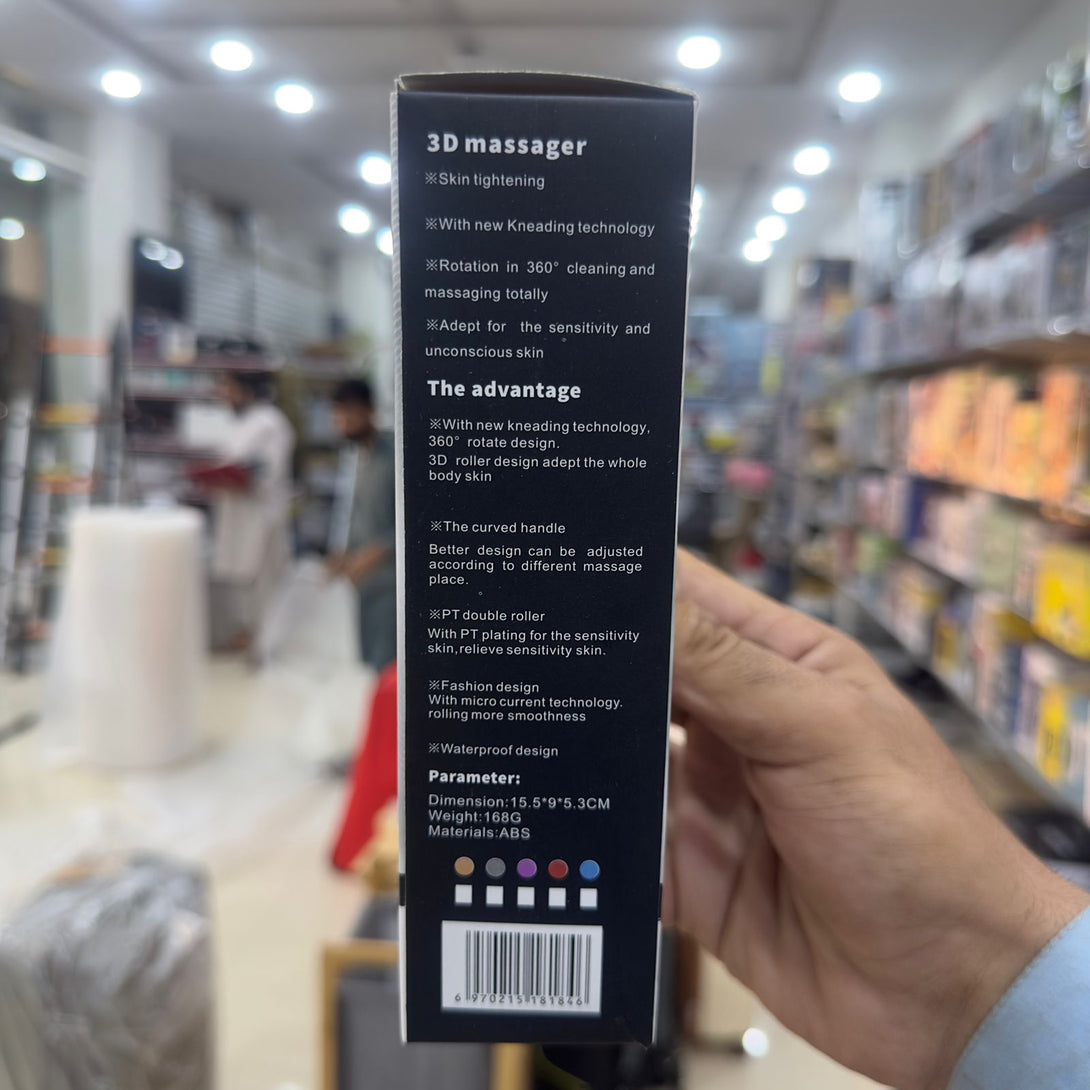 3D massager
※Skin tightening
※With new Kneading technology
※Rotation in 360° cleaning and
massaging totally
※Adept for the sensitivity and
unconscious skin
The advantage
※With new kneading technology,
360° rotate design.
3D roller design adept the whole
body skin
※The curved handle
Better design can be adjusted
according to different massage
place.
※PT double roller
With PT plating for the sensitivity
skin,relieve sensitivity skin.
※Fashion design
With micro current technology.
rolling more smoothness
※Waterproof design
Parameter:
Dimension:15.5*9*5.3CM
Weight:168G
Materials:ABS
6 970215 181846